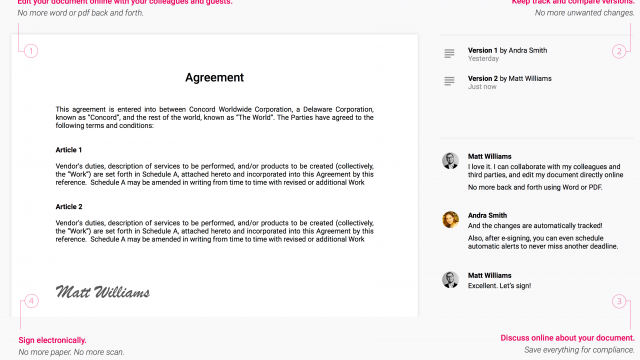 Edit your document online with your colleagues and guests.
No more word or pdf back and forth.
Keep track and compare versions.
No more unwanted changes.
1
2
Agreement
This agreement is entered into between Concord Worldwide Corporation, a Delaware Corporation,
known as "Concord", and the rest of the world, known as "The World". The Parties have agreed to the
following terms and conditions:
Article 1
Vendor's duties, description of services to be performed, and/or products to be created (collectively,
the "Work") are set forth in Schedule A, attached hereto and incorporated into this Agreement by this
reference. Schedule A may be amended in writing from time to time with revised or additional Work
Article 2
Vendor's duties, description of services to be performed, and/or products to be created (collectively,
the "Work") are set forth in Schedule A, attached hereto and incorporated into this Agreement by this
reference. Schedule A may be amended in writing from time to time with revised or additional Work
Matt Williams
Version 1 by Andra Smith
Yesterday
Version 2 by Matt Williams
Just now
Matt Williams
I love it. I can collaborate with my colleagues and
third parties, and edit my document directly online
No more back and forth using Word or PDF.
Andra Smith
And the changes are automatically tracked!
Also, after e-signing, you can even schedule
automatic alerts to never miss another deadline.
Matt Williams
Excellent. Let's sign!
4
3
Sign electronically.
No more paper. No more scan.
Discuss online about your document.
Save everything for compliance.